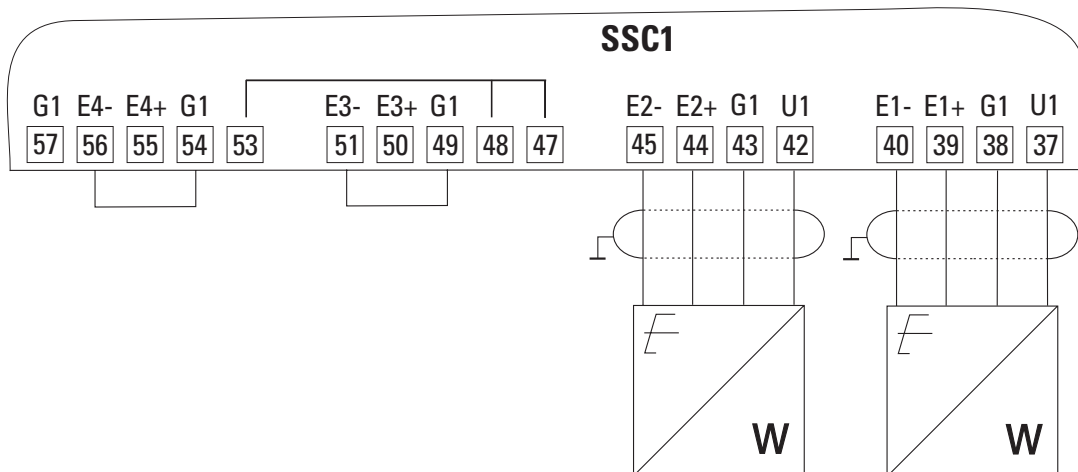 SSC1
G1 E4- E4+ G1 E3- E3+ G1 E2- E2+ G1 U1 E1- E1+ G1 U1
57 56 55 54 53 51 50 49 48 47 45 44 43 42 40 39 38 37
W W